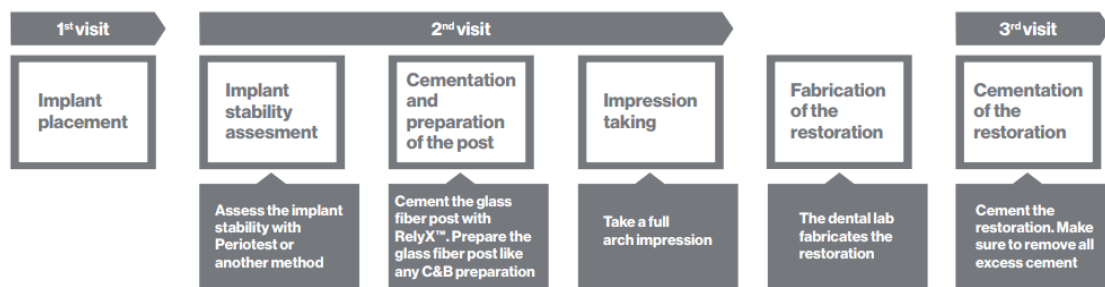 1st visit
2nd visit
3rd visit
Implant
placement
Implant
stability
assesment
Cementation
and
preparation
of the post
Impression
taking
Fabrication
of the
restoration
Cementation
of the
restoration
Assess the implant
stability with
Periotest or
another method
Cement the glass
fiber post with
RelyX™. Prepare the
glass fiber post like
any C&B preparation
Take a full
arch impression
The dental lab
fabricates the
restoration
Cement the
restoration. Make
sure to remove all
excess cement